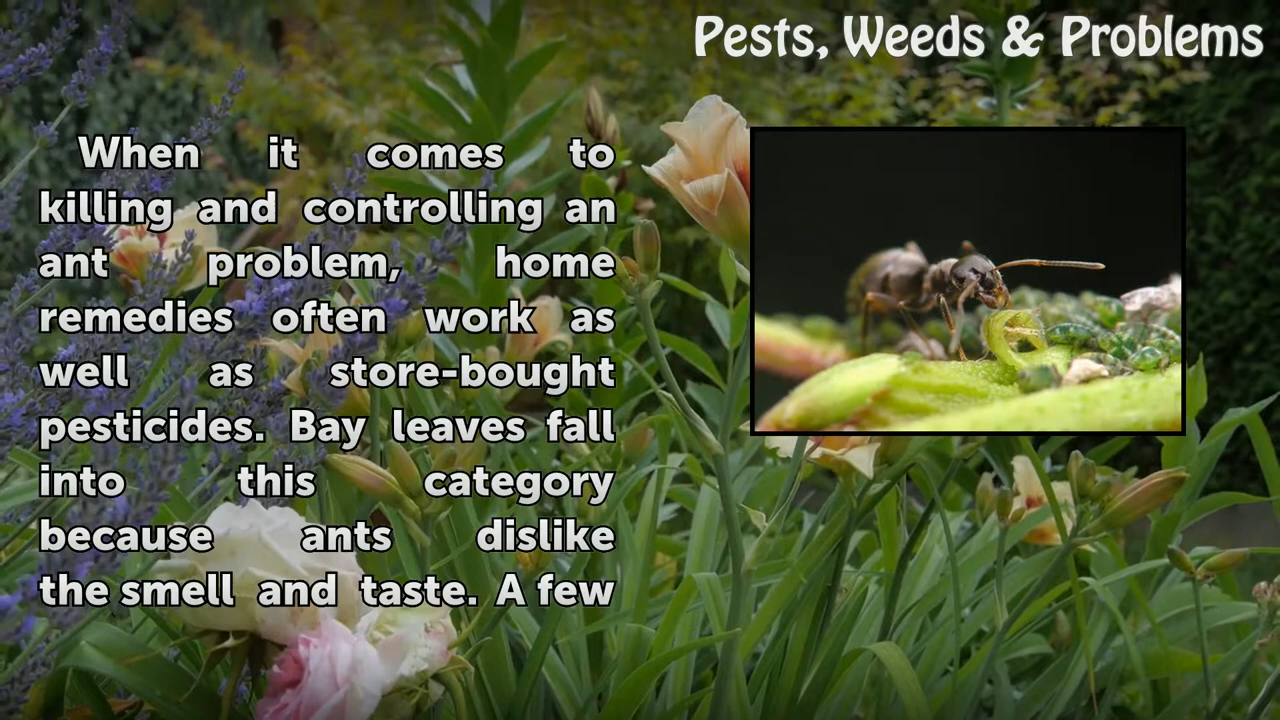 Pests, Weeds & Problems
When it comes to
killing and controlling an
ant problem, home
remedies often work as
well as store-bought
pesticides. Bay leaves fall
into this category
because ants dislike
the smell and taste. A few